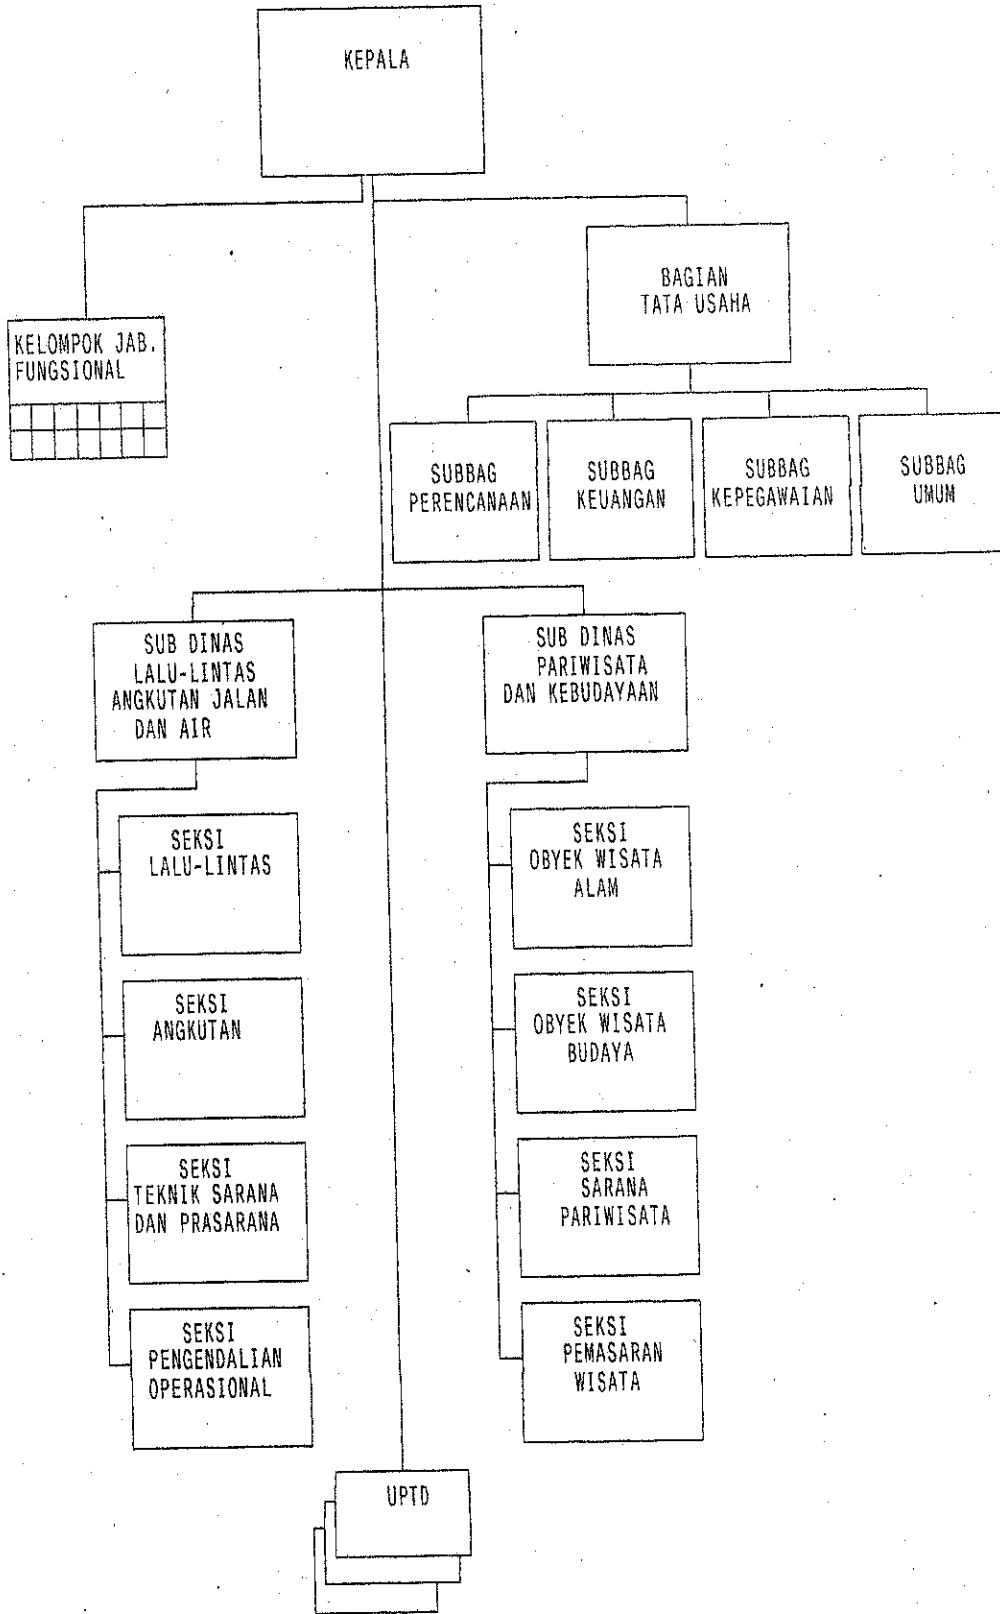 KEPALA
KELOMPOK JAB.
FUNGSIONAL
BAGIAN
TATA USAHA
SUBBAG
PERENCANAAN
SUBBAG
KEUANGAN
SUBBAG
KEPEGAWAIAN
SUBBAG
UMUM
SUB DINAS
LALU-LINTAS
ANGKUTAN JALAN
DAN AIR
SEKSI
LALU-LINTAS
SEKSI
ANGKUTAN
SEKSI
TEKNIK SARANA
DAN PRASARANA
SEKSI
PENGENDALIAN
OPERASIONAL
SUB DINAS
PARIWISATA
DAN KEBUDAYAAN
SEKSI
OBYEK WISATA
ALAM
SEKSI
OBYEK WISATA
BUDAYA
SEKSI
SARANA
PARIWISATA
SEKSI
PEMASARAN
WISATA
UPTD